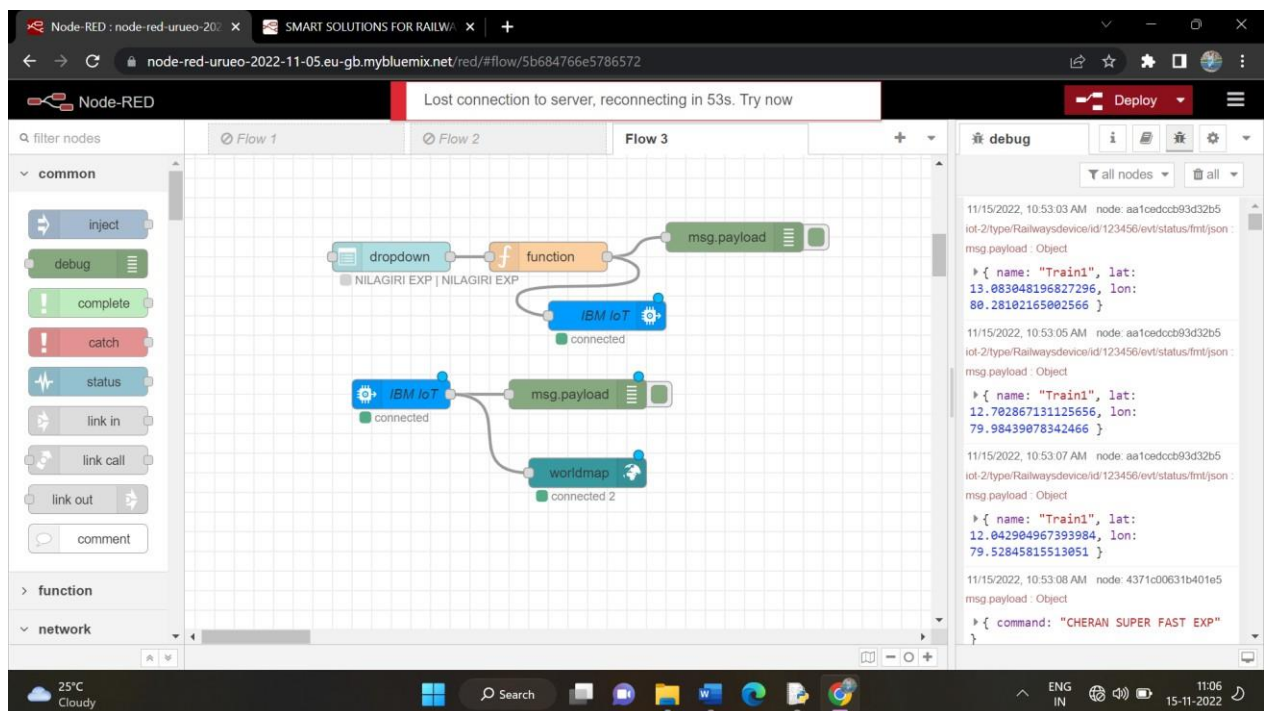 Node-RED : node-red-urueo-202
SMART SOLUTIONS FOR RAILWA
node-red-urueo-2022-11-05.eu-gb.mybluemix.net/red/#flow/5b684766e5786572
Node-RED
Lost connection to server, reconnecting in 53s. Try now
Deploy
filter nodes
Flow 1
Flow 2
Flow 3
debug
i
common
all nodes
all
inject
debug
complete
catch
status
link in
link call
link out
comment
function
network
dropdown
function
msg.payload
NILAGIRI EXP | NILAGIRI EXP
IBM IoT
connected
IBM IoT
msg.payload
connected
worldmap
connected 2
11/15/2022, 10:53:03 AM node: aa1cedccb93d32b5
iot-2/type/Railwaysdevice/id/123456/evt/status/fmt/json :
msg.payload : Object
{ name: "Train1", lat:
13.083048196827296, lon:
80.28102165002566 }
11/15/2022, 10:53:05 AM node: aa1cedccb93d32b5
iot-2/type/Railwaysdevice/id/123456/evt/status/fmt/json :
msg.payload : Object
{ name: "Train1", lat:
12.702867131125656, lon:
79.98439078342466 }
11/15/2022, 10:53:07 AM node: aa1cedccb93d32b5
iot-2/type/Railwaysdevice/id/123456/evt/status/fmt/json :
msg.payload : Object
{ name: "Train1", lat:
12.042904967393984, lon:
79.52845815513051 }
11/15/2022, 10:53:08 AM node: 4371c00631b401e5
msg.payload : Object
{ command: "CHERAN SUPER FAST EXP"
}
25°C
Cloudy
Search
ENG
IN
11:06
15-11-2022